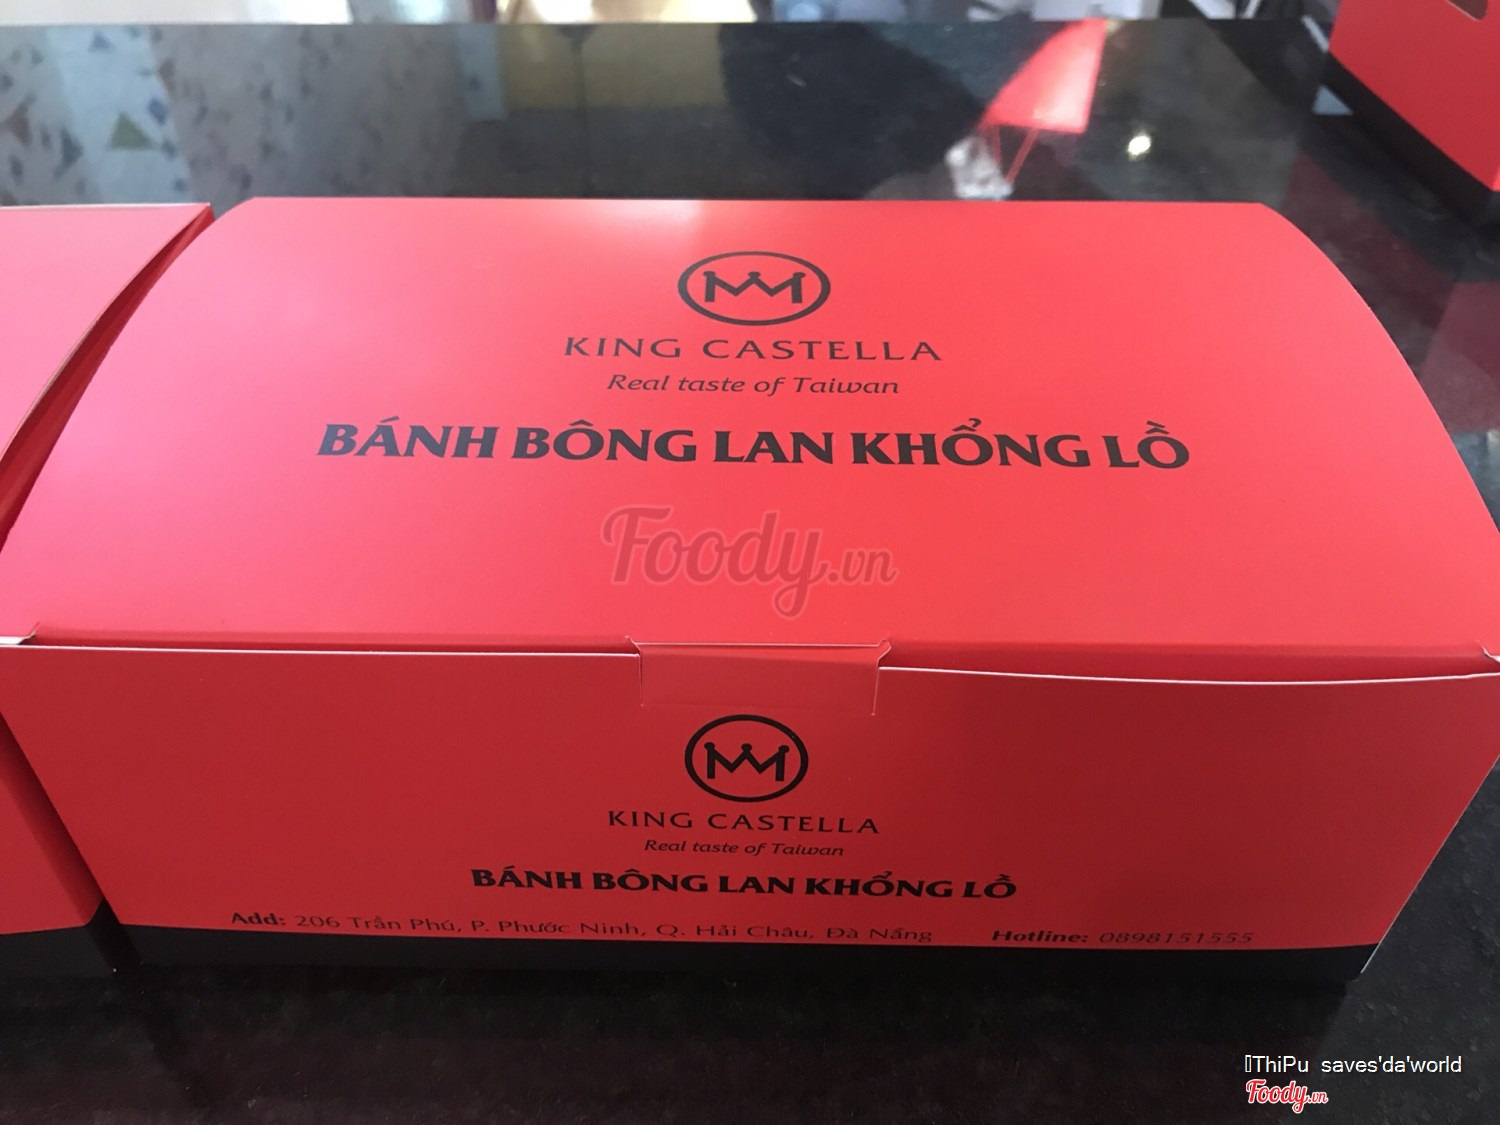 KING CASTELLA
Real taste of Taiwan
BÁNH BÔNG LAN KHỔNG LỒ
Foody.vn
KING CASTELLA
Real taste of Taiwan
BÁNH BÔNG LAN KHỔNG LỒ
Add: 206 Trần Phú, P. Phước Ninh, Q. Hải Châu, Đà Nẵng Hotline: 0898151555
ThiPu saves'da'world
Foody.vn